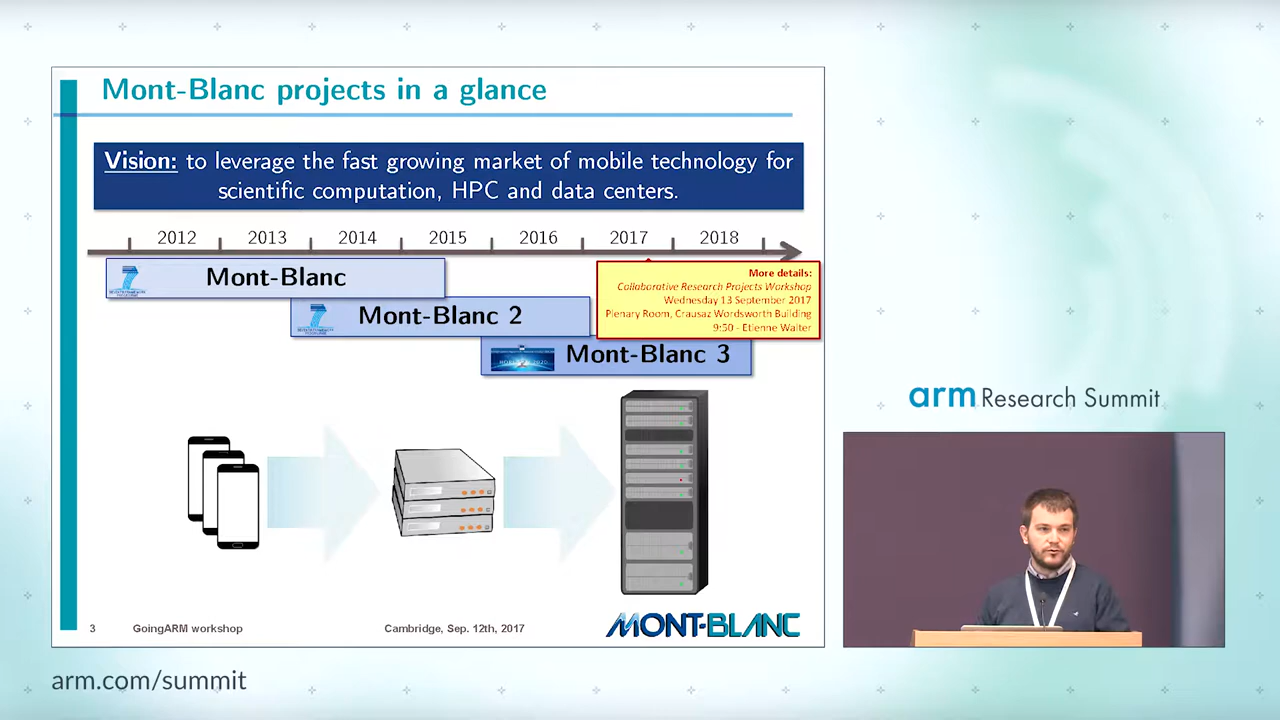 Mont-Blanc projects in a glance
Vision: to leverage the fast growing market of mobile technology for
scientific computation, HPC and data centers.
2012 2013 2014 2015 2016 2017 2018
Mont-Blanc
Mont-Blanc 2
Mont-Blanc 3
More details:
Collaborative Research Projects Workshop
Wednesday 13 September 2017
Plenary Room, Crausaz Wordsworth Building
9:50 - Etienne Walter
3 GoingARM workshop Cambridge, Sep. 12th, 2017
MONT-BLANC
arm Research Summit
arm.com/summit